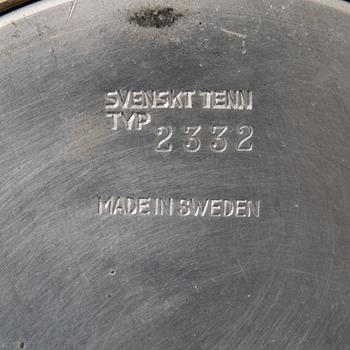 SVENSKT TENN
TYP 2332
MADE IN SWEDEN